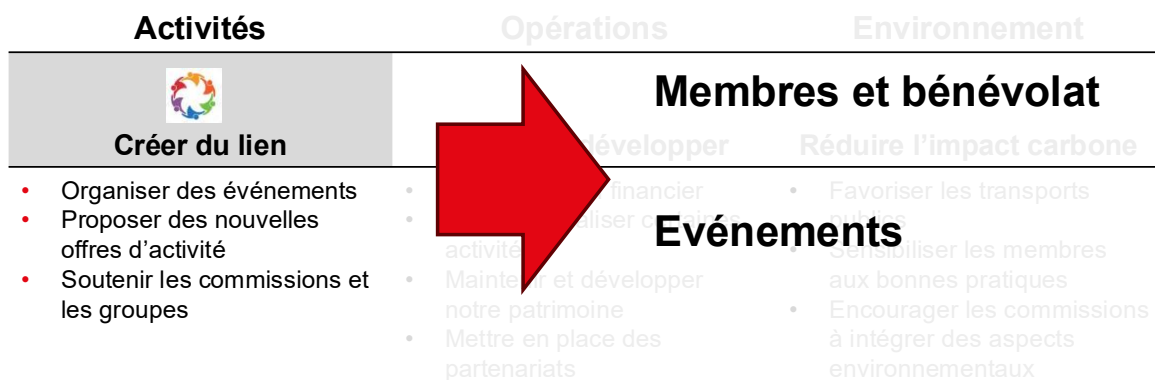 Activités Opérations Environnement
Membres et bénévolat
Créer du lien développer Réduire l'impact carbone
• Organiser des événements
• Proposer des nouvelles
offres d'activité
• Soutenir les commissions et
les groupes
Evénements
• financier
•
activité
• Maintenir et développer
notre patrimoine
• Mettre en place des
partenariats
• Favoriser les transports
publics
• Sensibiliser les membres
aux bonnes pratiques
• Encourager les commissions
à intégrer des aspects
environnementaux